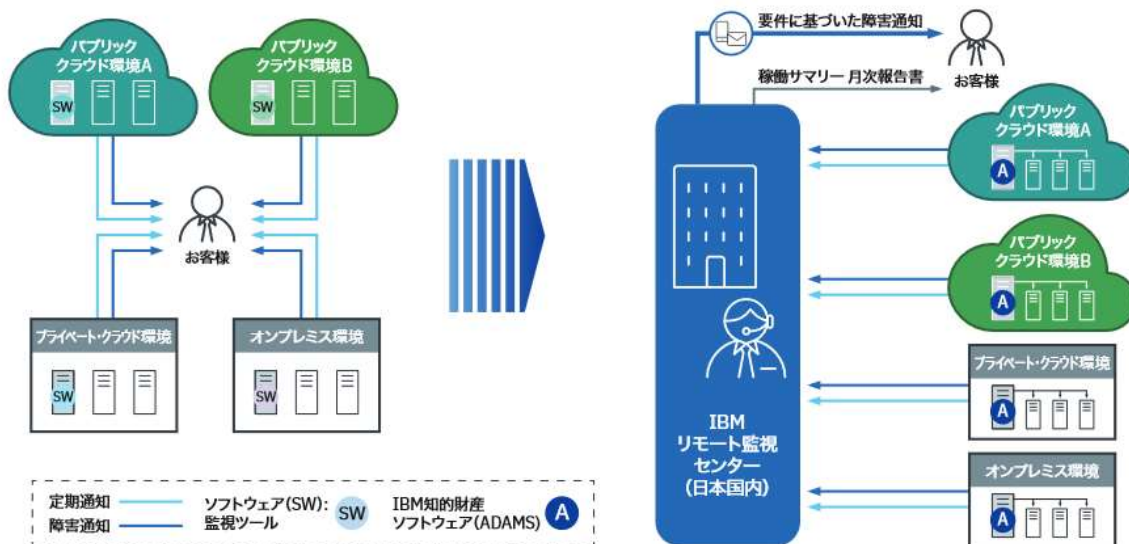 パブリック
クラウド環境A
SW
パブリック
クラウド環境B
SW
お客様
プライベート・クラウド環境
SW
オンプレミス環境
SW
定期通知
障害通知
ソフトウェア(SW):
監視ツール
SW
IBM知的財産
ソフトウェア(ADAMS)
A
要件に基づいた障害通知
稼働サマリー 月次報告書
お客様
IBM
リモート監視
センター
(日本国内)
パブリック
クラウド環境A
A
パブリック
クラウド環境B
A
プライベート・クラウド環境
A
オンプレミス環境
A